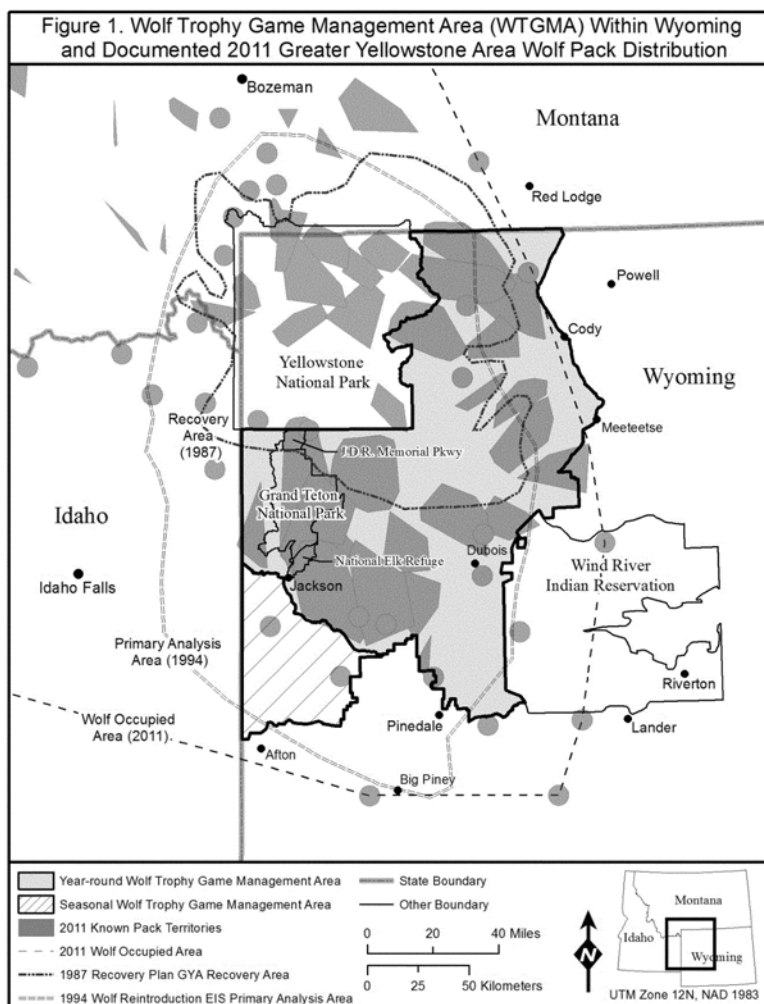 Figure 1. Wolf Trophy Game Management Area (WTGMA) Within Wyoming
and Documented 2011 Greater Yellowstone Area Wolf Pack Distribution
Bozeman
Montana
Red Lodge
Powell
Cody
Yellowstone
National Park
Wyoming
Recovery
Area
(1987)
Meeteetse
J.D.R. Memorial Pkwy
Grand Teton
National Park
Idaho
Dubois
Wind River
Indian Reservation
National Elk Refuge
Idaho Falls
Jackson
Primary Analysis
Area (1994)
Riverton
Wolf Occupied
Area (2011)
Pinedale
Lander
Afton
Big Piney
Year-round Wolf Trophy Game Management Area
Seasonal Wolf Trophy Game Management Area
2011 Known Pack Territories
2011 Wolf Occupied Area
1987 Recovery Plan GYA Recovery Area
1994 Wolf Reintroduction EIS Primary Analysis Area
State Boundary
Other Boundary
0 20 40 Miles
0 25 50 Kilometers
N
Montana
Idaho
Wyoming
UTM Zone 12N, NAD 1983